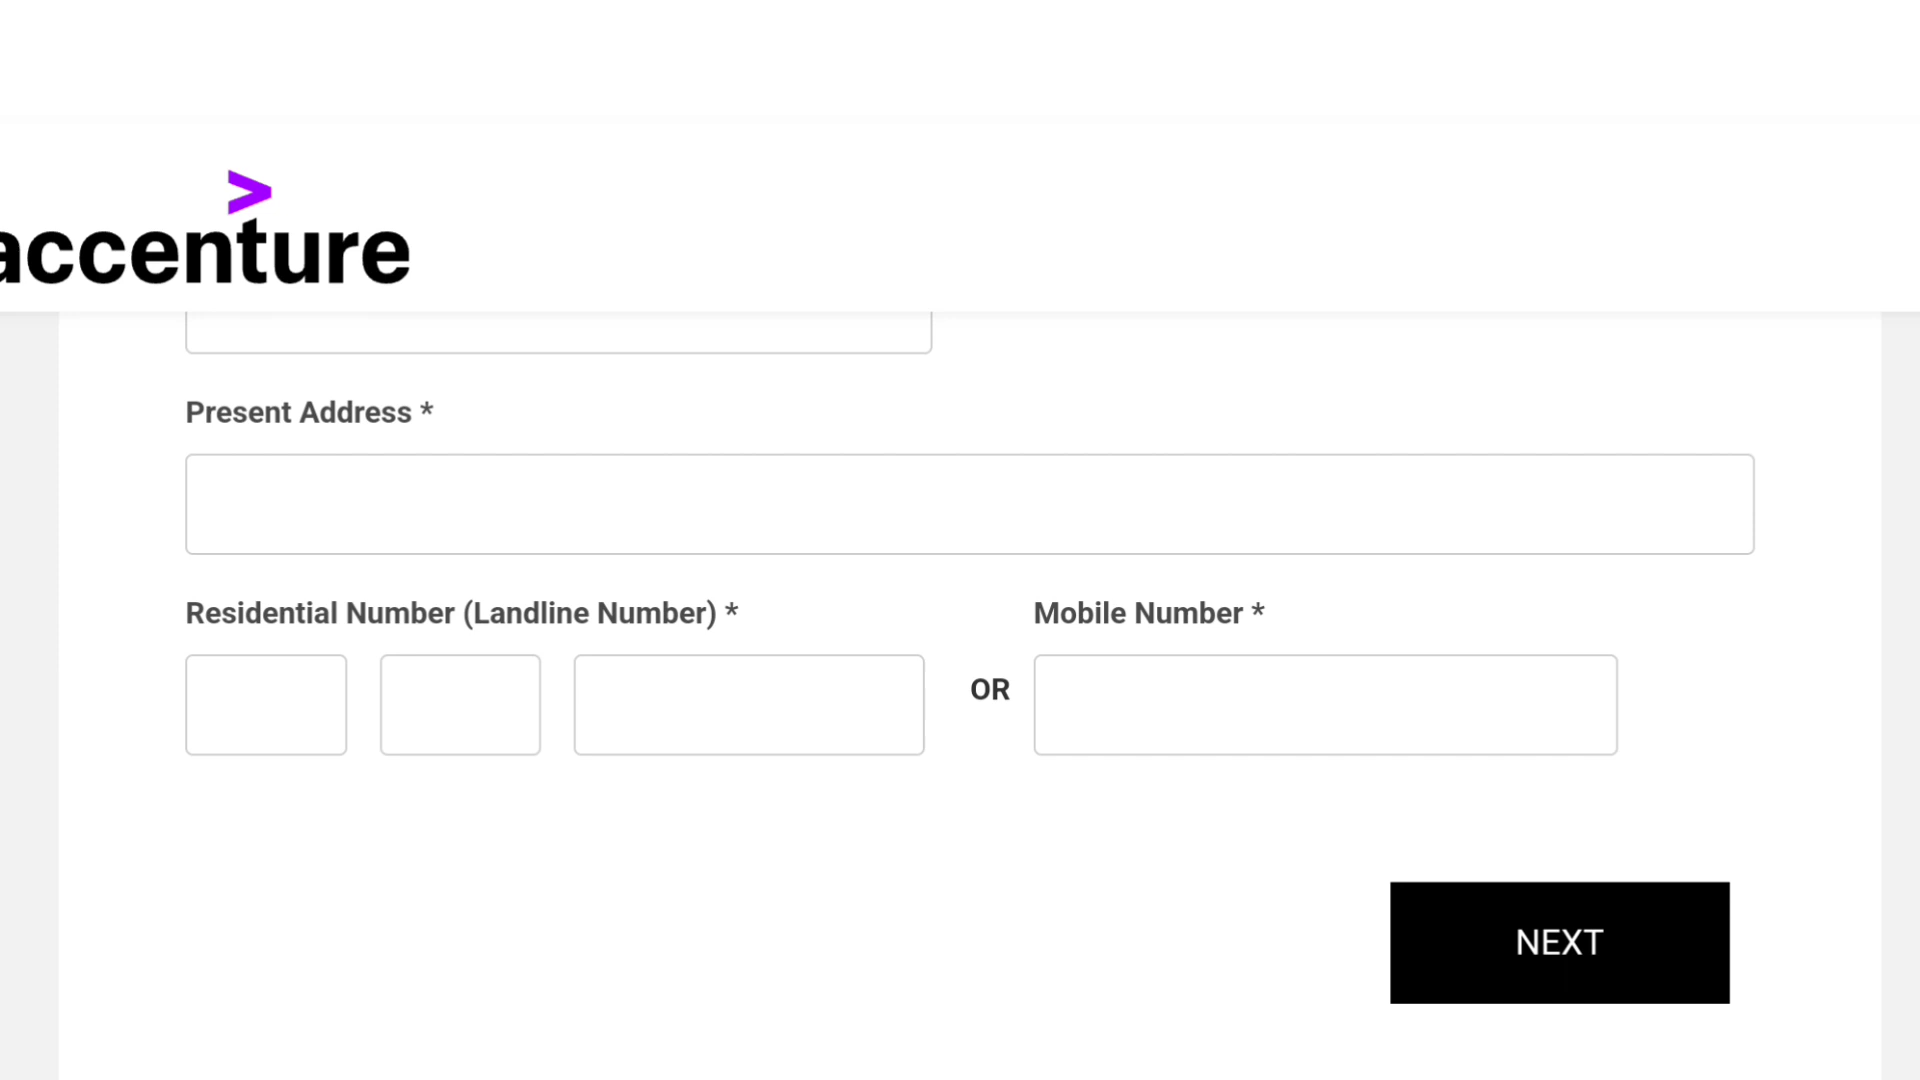 accenture
Present Address *
Residential Number (Landline Number) *
Mobile Number *
OR
NEXT